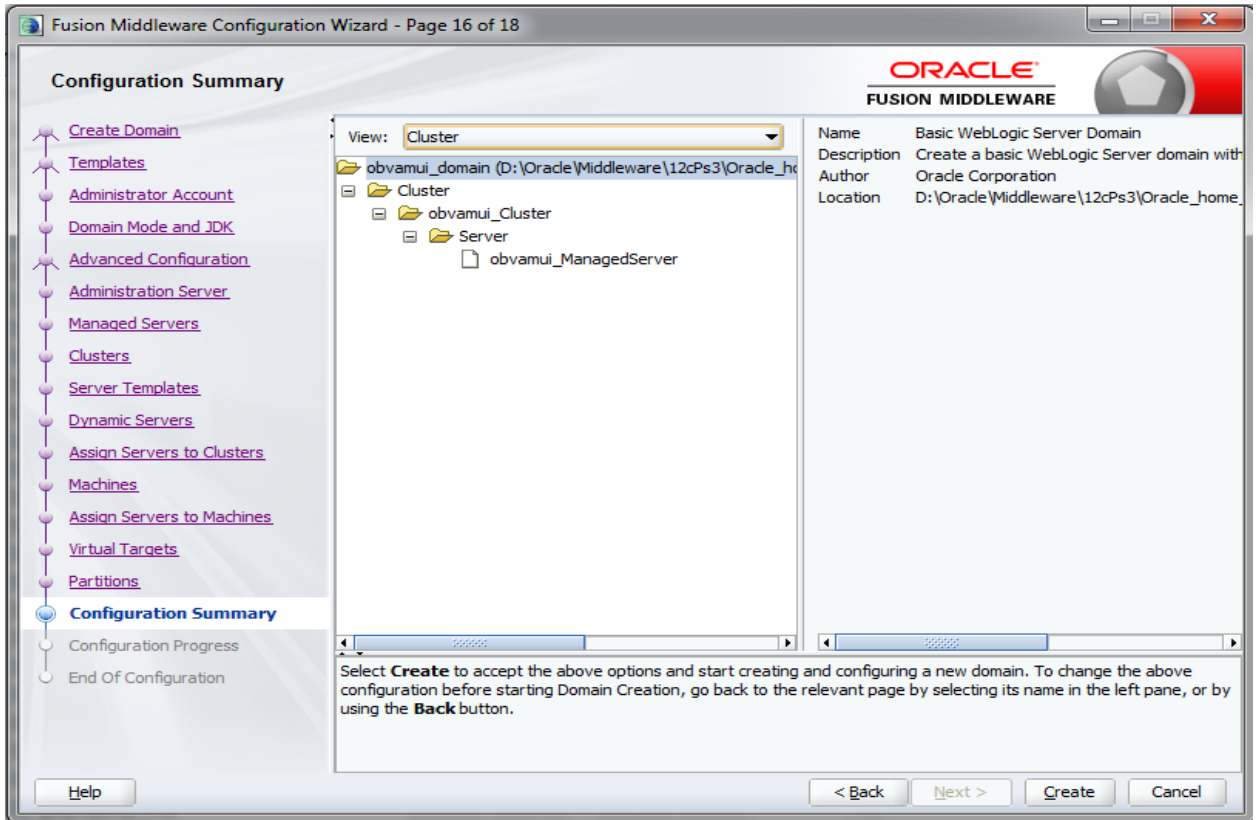 Fusion Middleware Configuration Wizard - Page 16 of 18
Configuration Summary
ORACLE®
FUSION MIDDLEWARE
Create Domain
Templates
Administrator Account
Domain Mode and JDK
Advanced Configuration
Administration Server
Managed Servers
Clusters
Server Templates
Dynamic Servers
Assign Servers to Clusters
Machines
Assign Servers to Machines
Virtual Targets
Partitions
Configuration Summary
Configuration Progress
End Of Configuration
View: Cluster
obvamui_domain (D:\Oracle\Middleware\12cPs3\Oracle_ho
Cluster
obvamui_Cluster
Server
obvamui_ManagedServer
Name Basic WebLogic Server Domain
Description Create a basic WebLogic Server domain with
Author Oracle Corporation
Location D:\Oracle\Middleware\12cPs3\Oracle_home_
Select Create to accept the above options and start creating and configuring a new domain. To change the above
configuration before starting Domain Creation, go back to the relevant page by selecting its name in the left pane, or by
using the Back button.
Help
< Back
Next >
Create
Cancel